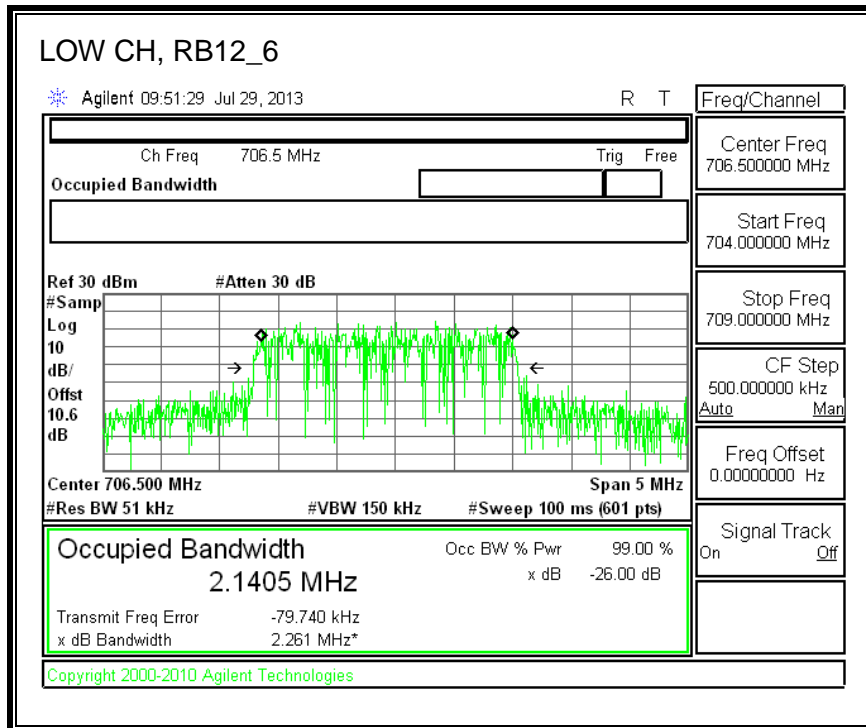 LOW CH, RB12_6
Agilent 09:51:29 Jul 29, 2013 R T
Freq/Channel
Ch Freq 706.5 MHz Trig Free
Occupied Bandwidth
Center Freq
706.500000 MHz
Start Freq
704.000000 MHz
Stop Freq
709.000000 MHz
CF Step
500.000000 kHz
Auto Man
Freq Offset
0.00000000 Hz
Signal Track
On Off
Ref 30 dBm #Atten 30 dB
#Samp
Log
10
dB/
Offst
10.6
dB
Center 706.500 MHz Span 5 MHz
#Res BW 51 kHz #VBW 150 kHz #Sweep 100 ms (601 pts)
Occupied Bandwidth Occ BW % Pwr 99.00 %
2.1405 MHz x dB -26.00 dB
Transmit Freq Error -79.740 kHz
x dB Bandwidth 2.261 MHz*
Copyright 2000-2010 Agilent Technologies